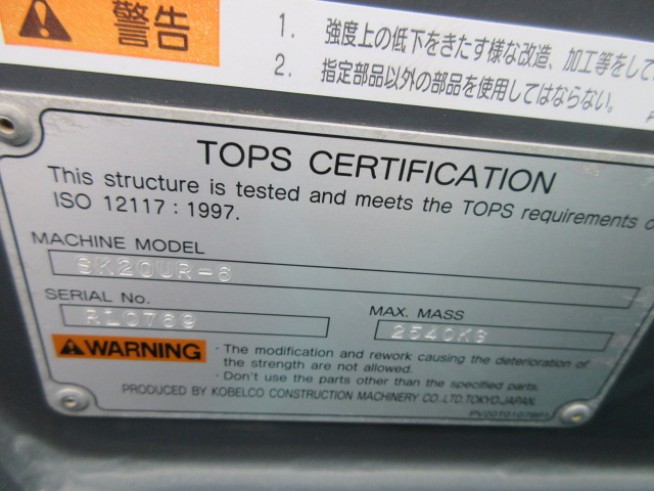 警告
1. 強度上の低下をきたす様な改造、加工等をして
2. 指定部品以外の部品を使用してはならない。
TOPS CERTIFICATION
This structure is tested and meets the TOPS requirements
ISO 12117 : 1997.
MACHINE MODEL
SK20UR-6
SERIAL No.
MAX. MASS
2540KG
WARNING
· The modification and rework causing the deterioration of
the strength are not allowed.
· Don't use the parts other than the specified parts.
PRODUCED BY KOBELCO CONSTRUCTION MACHINERY CO.,LTD.TOKYO,JAPAN.